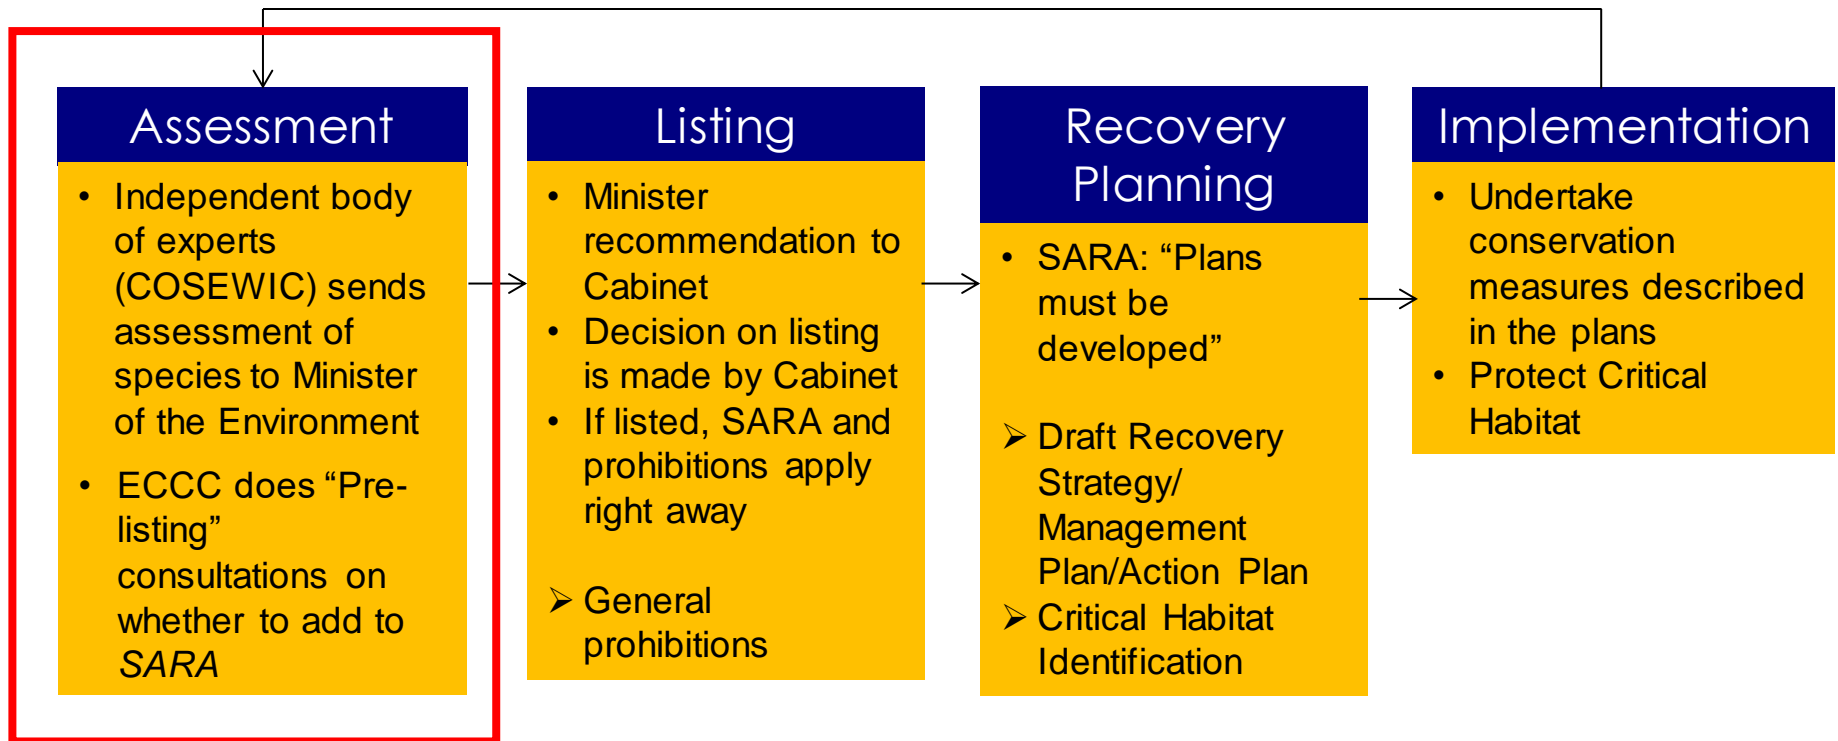 Assessment
• Independent body
of experts
(COSEWIC) sends
assessment of
species to Minister
of the Environment
• ECCC does “Pre-
listing”
consultations on
whether to add to
SARA
Listing
• Minister
recommendation to
Cabinet
• Decision on listing
is made by Cabinet
• If listed, SARA and
prohibitions apply
right away
➢ General
prohibitions
Recovery
Planning
• SARA: “Plans
must be
developed”
➢ Draft Recovery
Strategy/
Management
Plan/Action Plan
➢ Critical Habitat
Identification
Implementation
• Undertake
conservation
measures described
in the plans
• Protect Critical
Habitat